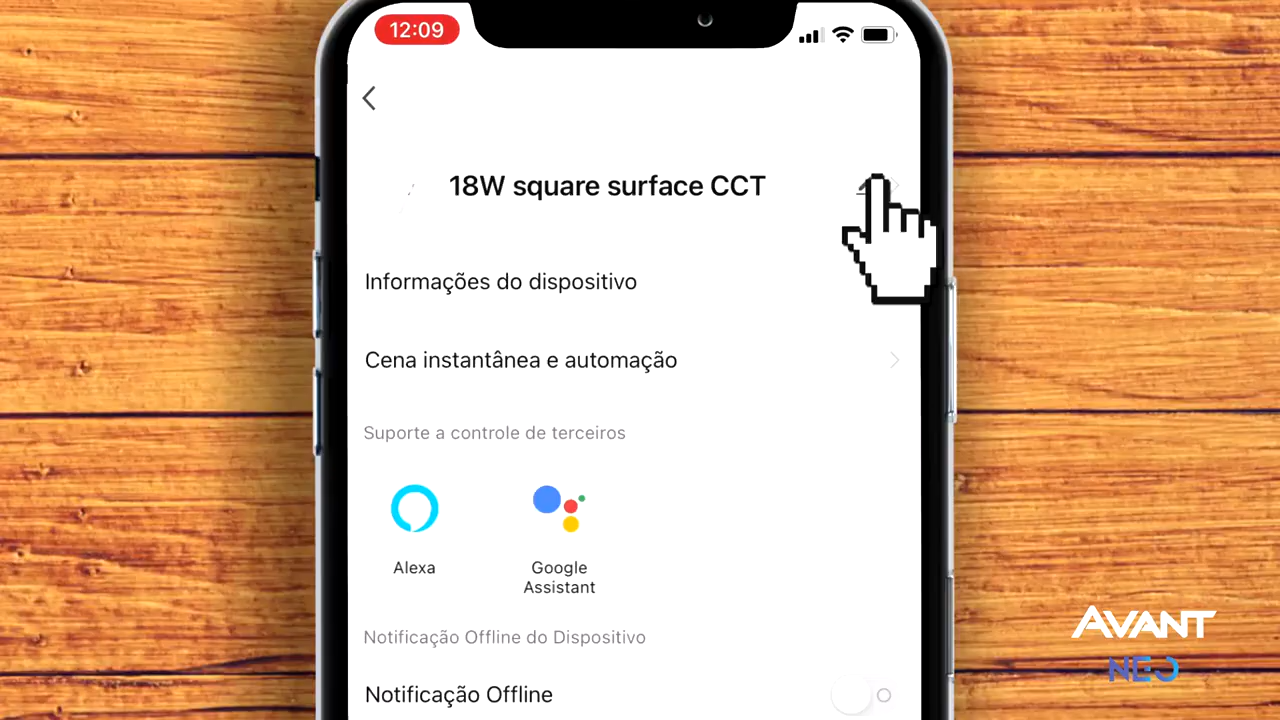 12:09
18W square surface CCT
Informações do dispositivo
Cena instantânea e automação
Suporte a controle de terceiros
Alexa
Google
Assistant
Notificação Offline do Dispositivo
Notificação Offline
AVANT
NEO